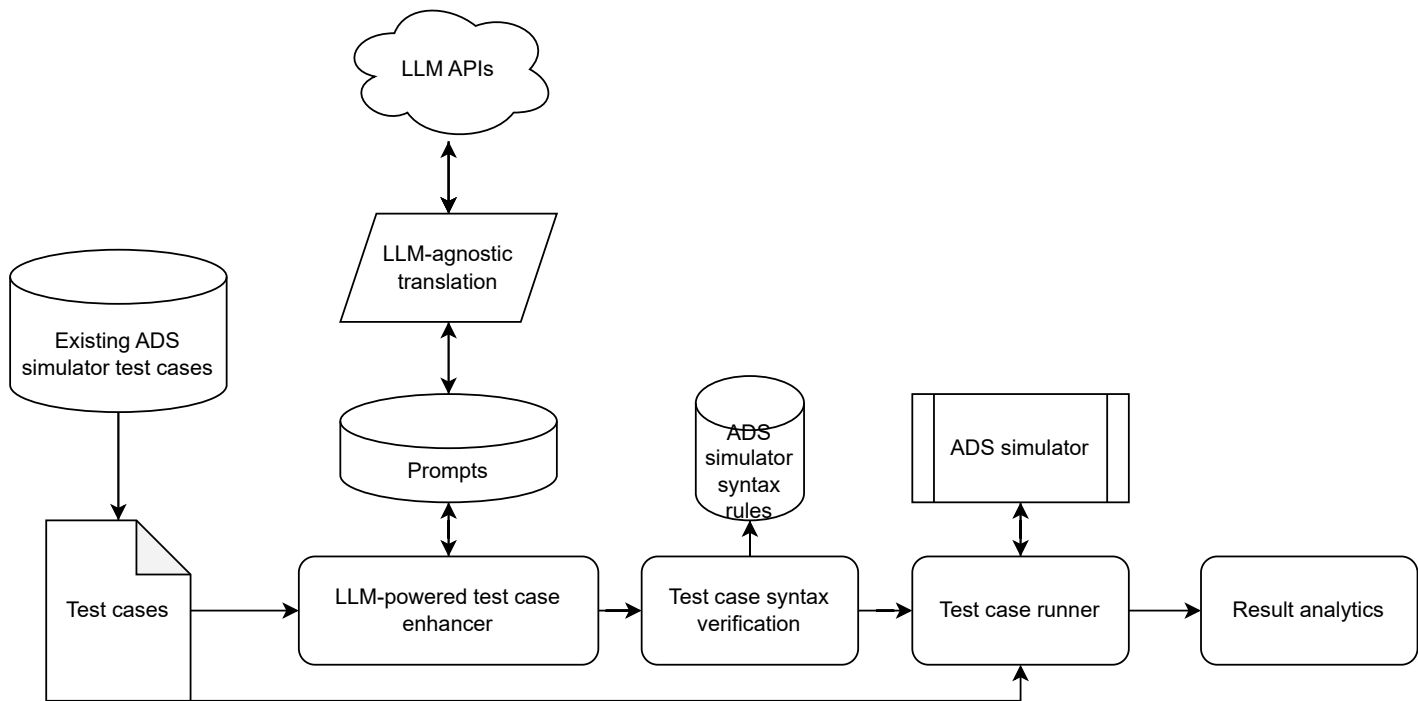 LLM APIs
LLM-agnostic
translation
Existing ADS
simulator test cases
Prompts
ADS
simulator
syntax
rules
ADS simulator
Test cases
LLM-powered test case
enhancer
Test case syntax
verification
Test case runner
Result analytics